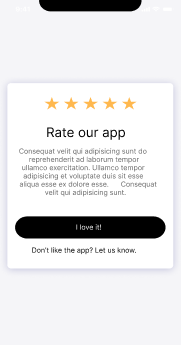 Rate our app
Consequat velit qui adipisicing sunt do
reprehenderit ad laborum tempor
ullamco exercitation. Ullamco tempor
adipisicing et voluptate duis sit esse
aliqua esse ex dolore esse. Consequat
velit qui adipisicing sunt.
I love it!
Don't like the app? Let us know.